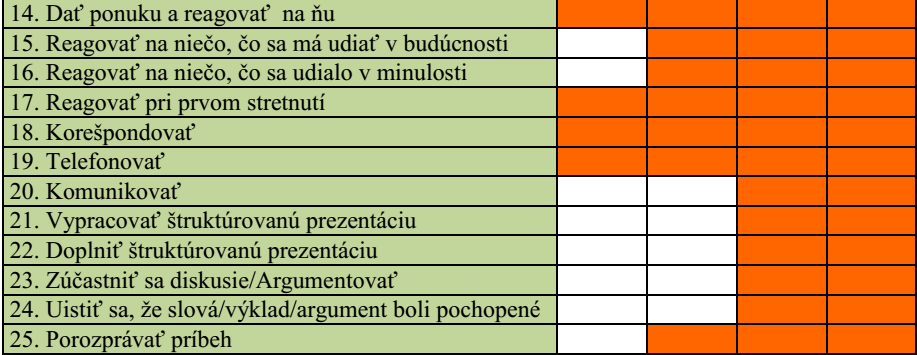 14. Dať ponuku a reagovať na ňu
15. Reagovať na niečo, čo sa má udiať v budúcnosti
16. Reagovať na niečo, čo sa udialo v minulosti
17. Reagovať pri prvom stretnutí
18. Korešpondovať
19. Telefonovať
20. Komunikovať
21. Vypracovať štruktúrovanú prezentáciu
22. Doplniť štruktúrovanú prezentáciu
23. Zúčastniť sa diskusie/Argumentovať
24. Uistiť sa, že slová/výklad/argument boli pochopené
25. Porozprávať príbeh